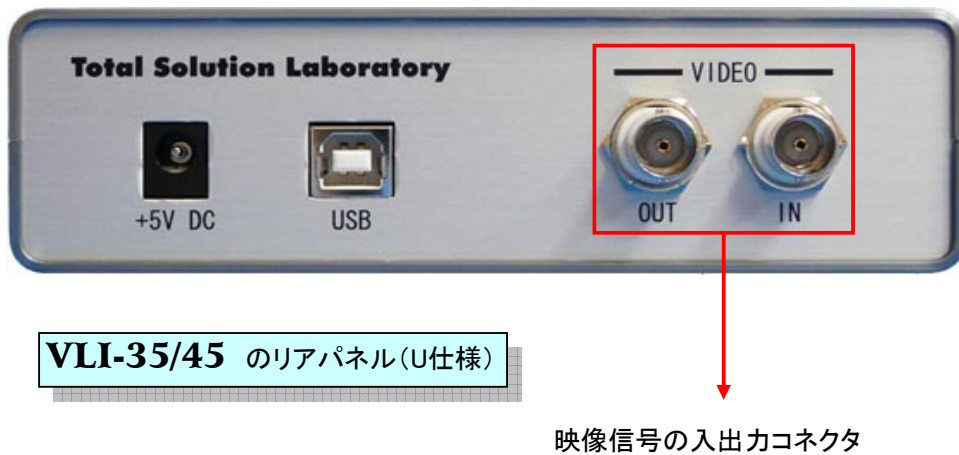 Total Solution Laboratory
VIDEO
+5V DC
USB
OUT
IN
VLI-35/45 のリアパネル(U仕様)
映像信号の入出力コネクタ